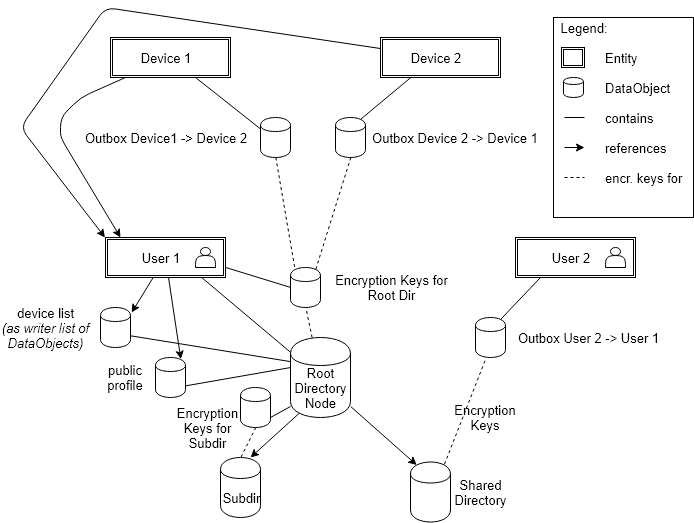 Legend:
Entity
DataObject
contains
references
encr. keys for
Device 1
Device 2
Outbox Device1 -> Device 2
Outbox Device 2 -> Device 1
User 1
User 2
Encryption Keys for
Root Dir
device list
(as writer list of
DataObjects)
Outbox User 2 -> User 1
public
profile
Root
Directory
Node
Encryption
Keys for
Subdir
Encryption
Keys
Subdir
Shared
Directory